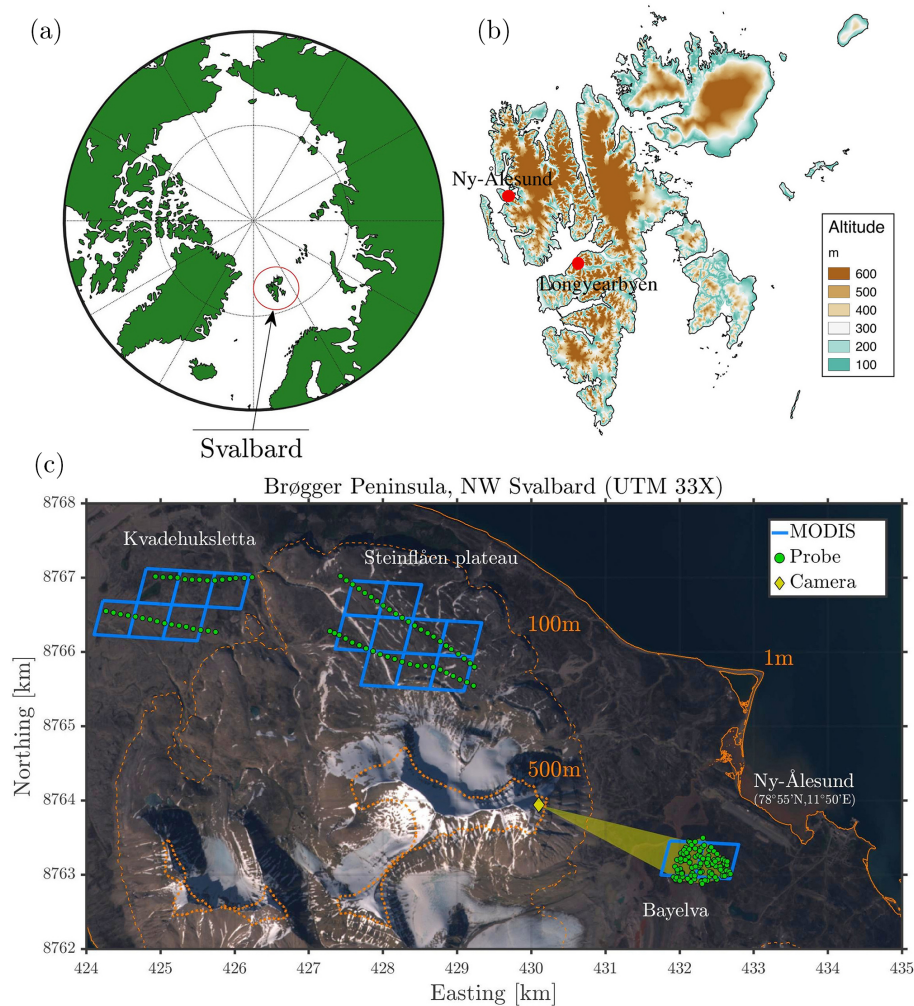 (a)
Svalbard
(b)
Ny-Ålesund
Longyearbyen
Altitude
m
600
500
400
300
200
100
(c)
Brøgger Peninsula, NW Svalbard (UTM 33X)
8768
8767
8766
8765
8764
8763
8762
Northing [km]
Kvadehuksletta
Steinflåen plateau
MODIS
Probe
Camera
100m
1m
500m
Ny-Ålesund
(78°55'N,11°50'E)
Bayelva
424
425
426
427
428
429
430
431
432
433
434
435
Easting [km]